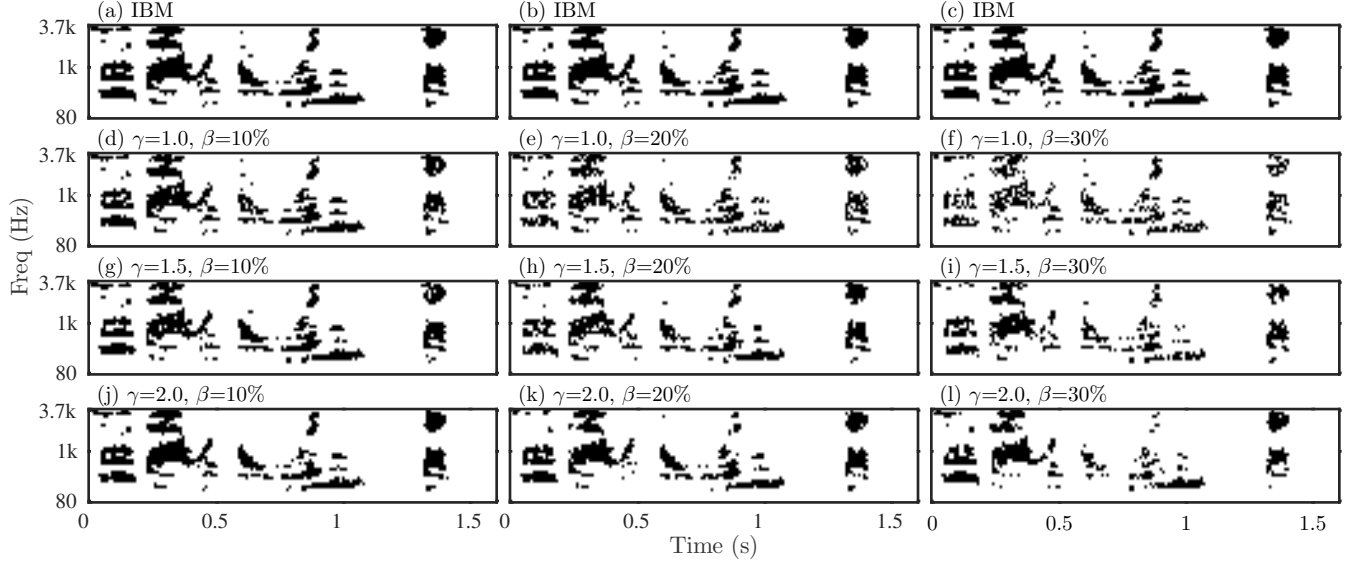 (a) IBM (b) IBM (c) IBM
3.7k
1k
80
(d) γ=1.0, β=10% (e) γ=1.0, β=20% (f) γ=1.0, β=30%
3.7k
1k
80
(g) γ=1.5, β=10% (h) γ=1.5, β=20% (i) γ=1.5, β=30%
3.7k
1k
80
(j) γ=2.0, β=10% (k) γ=2.0, β=20% (l) γ=2.0, β=30%
3.7k
1k
80
Freq (Hz)
0 0.5 1 1.5 0 0.5 1 1.5 0 0.5 1 1.5
Time (s)